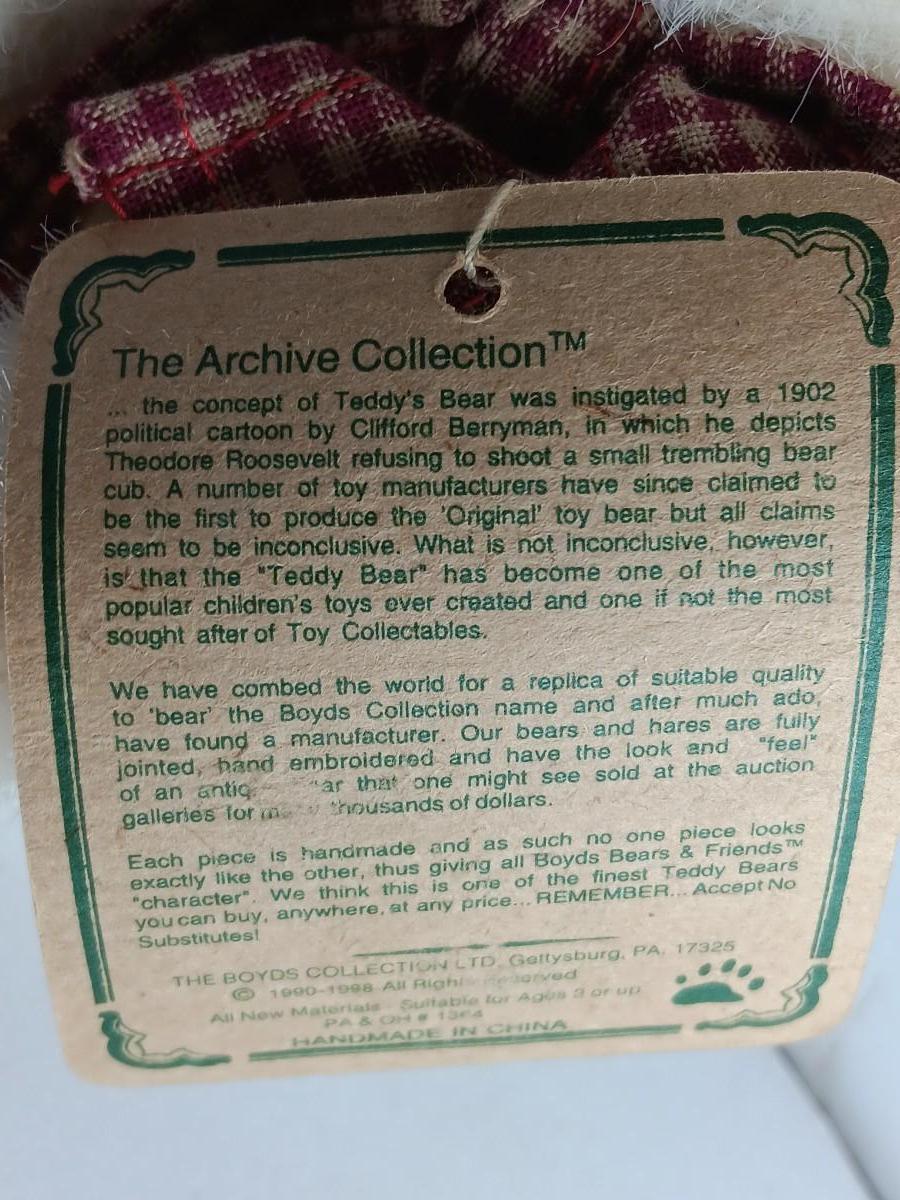 The Archive Collection™
... the concept of Teddy's Bear was instigated by a 1902
political cartoon by Clifford Berryman, in which he depicts
Theodore Roosevelt refusing to shoot a small trembling bear
cub. A number of toy manufacturers have since claimed to
be the first to produce the 'Original' toy bear but all claims
seem to be inconclusive. What is not inconclusive, however,
is that the "Teddy Bear" has become one of the most
popular children's toys ever created and one if not the most
sought after of Toy Collectables.
We have combed the world for a replica of suitable quality
to 'bear' the Boyds Collection name and after much ado,
have found a manufacturer. Our bears and hares are fully
jointed, hand embroidered and have the look and "feel"
of an that one might see sold at the auction
galleries for thousands of dollars.
Each piece is handmade and as such no one piece looks
exactly like the other, thus giving all Boyds Bears & Friends™
"character". We think this is one of the finest Teddy Bears
you can buy, anywhere, at any price... REMEMBER... Accept No
Substitutes!
THE BOYDS COLLECTION LTD. Gettysburg, PA. 17325
© 1990-1998 All Rights Reserved
All New Materials Suitable for Ages 3 or up
PA & OH # 1364
HANDMADE IN CHINA